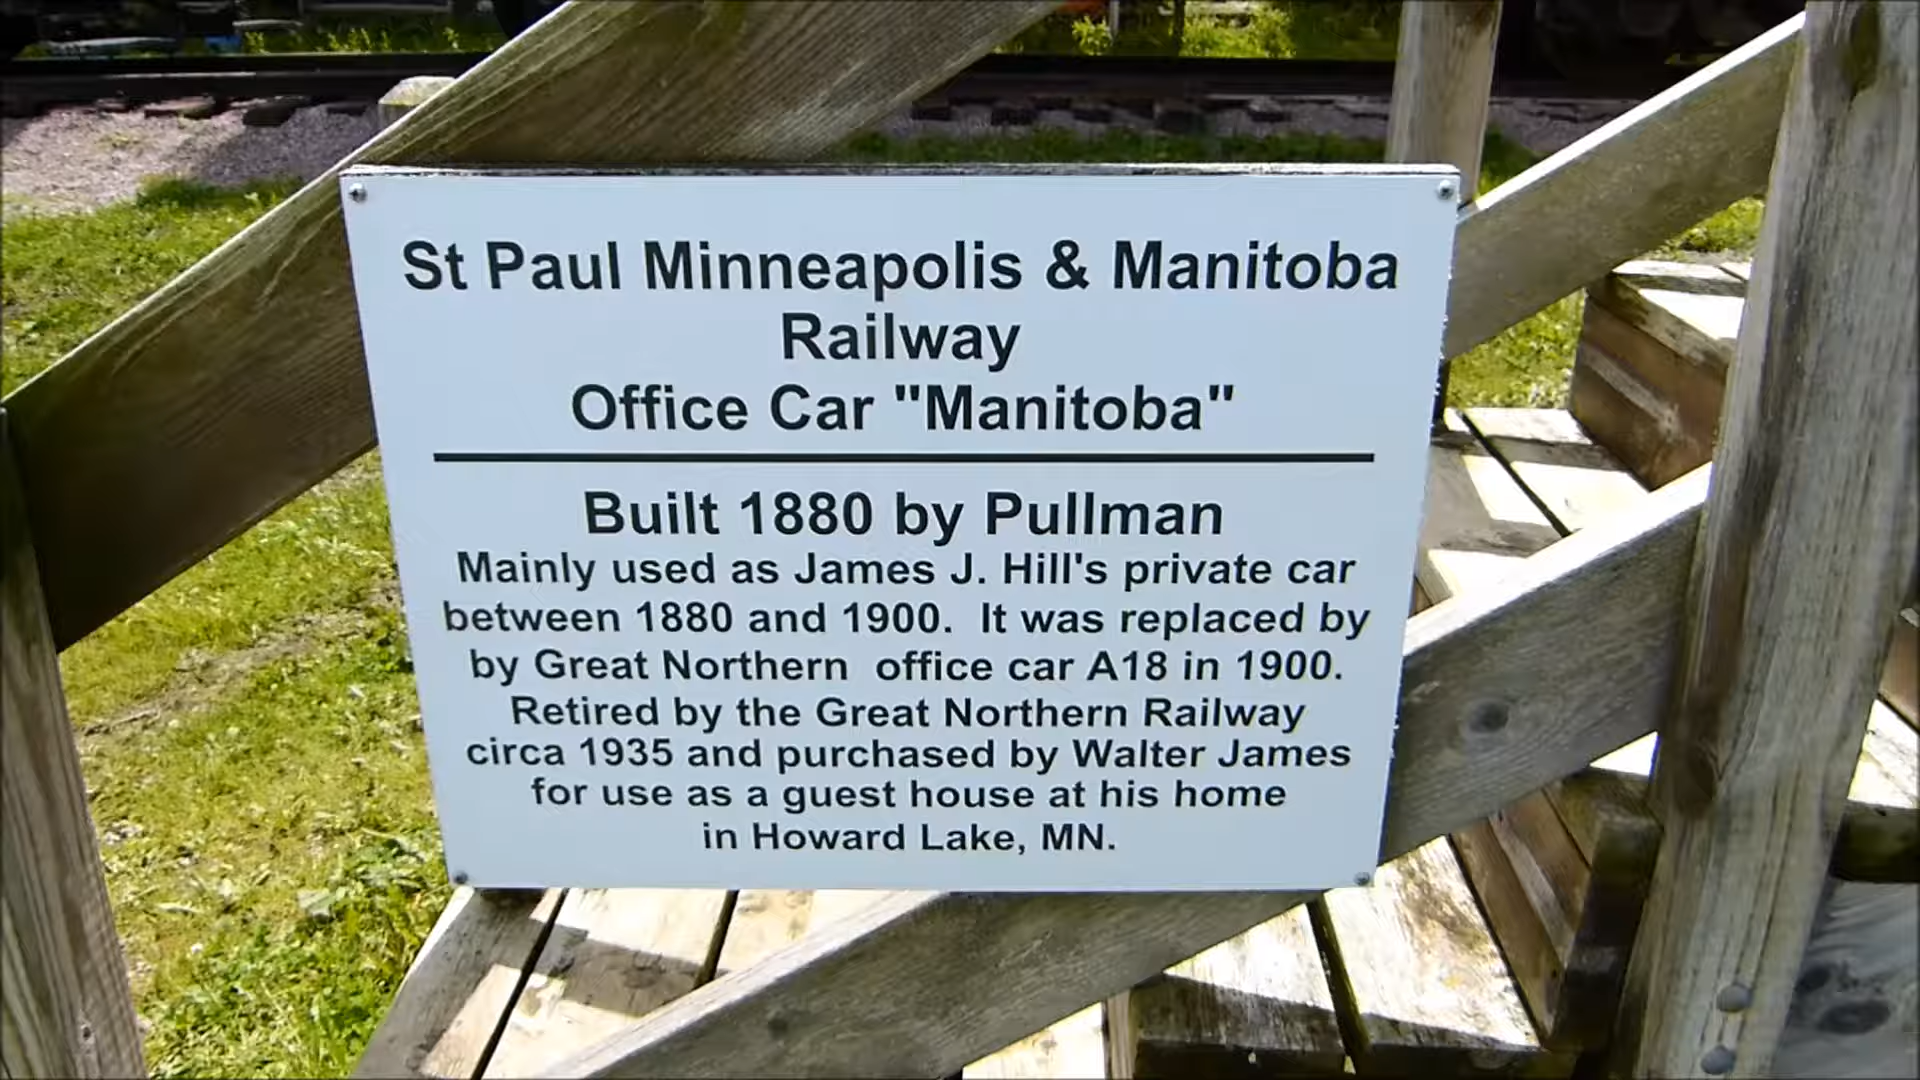 St Paul Minneapolis & Manitoba
Railway
Office Car "Manitoba"
Built 1880 by Pullman
Mainly used as James J. Hill's private car
between 1880 and 1900.  It was replaced by
by Great Northern  office car A18 in 1900.
Retired by the Great Northern Railway
circa 1935 and purchased by Walter James
for use as a guest house at his home
in Howard Lake, MN.